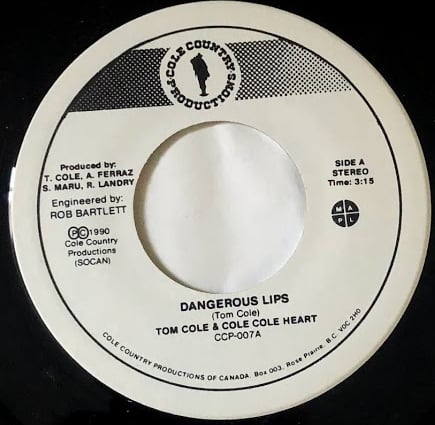 COLE COUNTRY
PRODUCTIONS
Produced by:
T. COLE, A. FERRAZ
S. MARU, R. LANDRY
Engineered by:
ROB BARTLETT
Ⓟ©1990
Cole Country
Productions
(SOCAN)
SIDE A
STEREO
Time: 3:15
M A
P L
DANGEROUS LIPS
(Tom Cole)
TOM COLE & COLE COLE HEART
CCP-007A
COLE COUNTRY PRODUCTIONS OF CANADA. Box 003, Rose Prairie, B.C. VOC-2H0